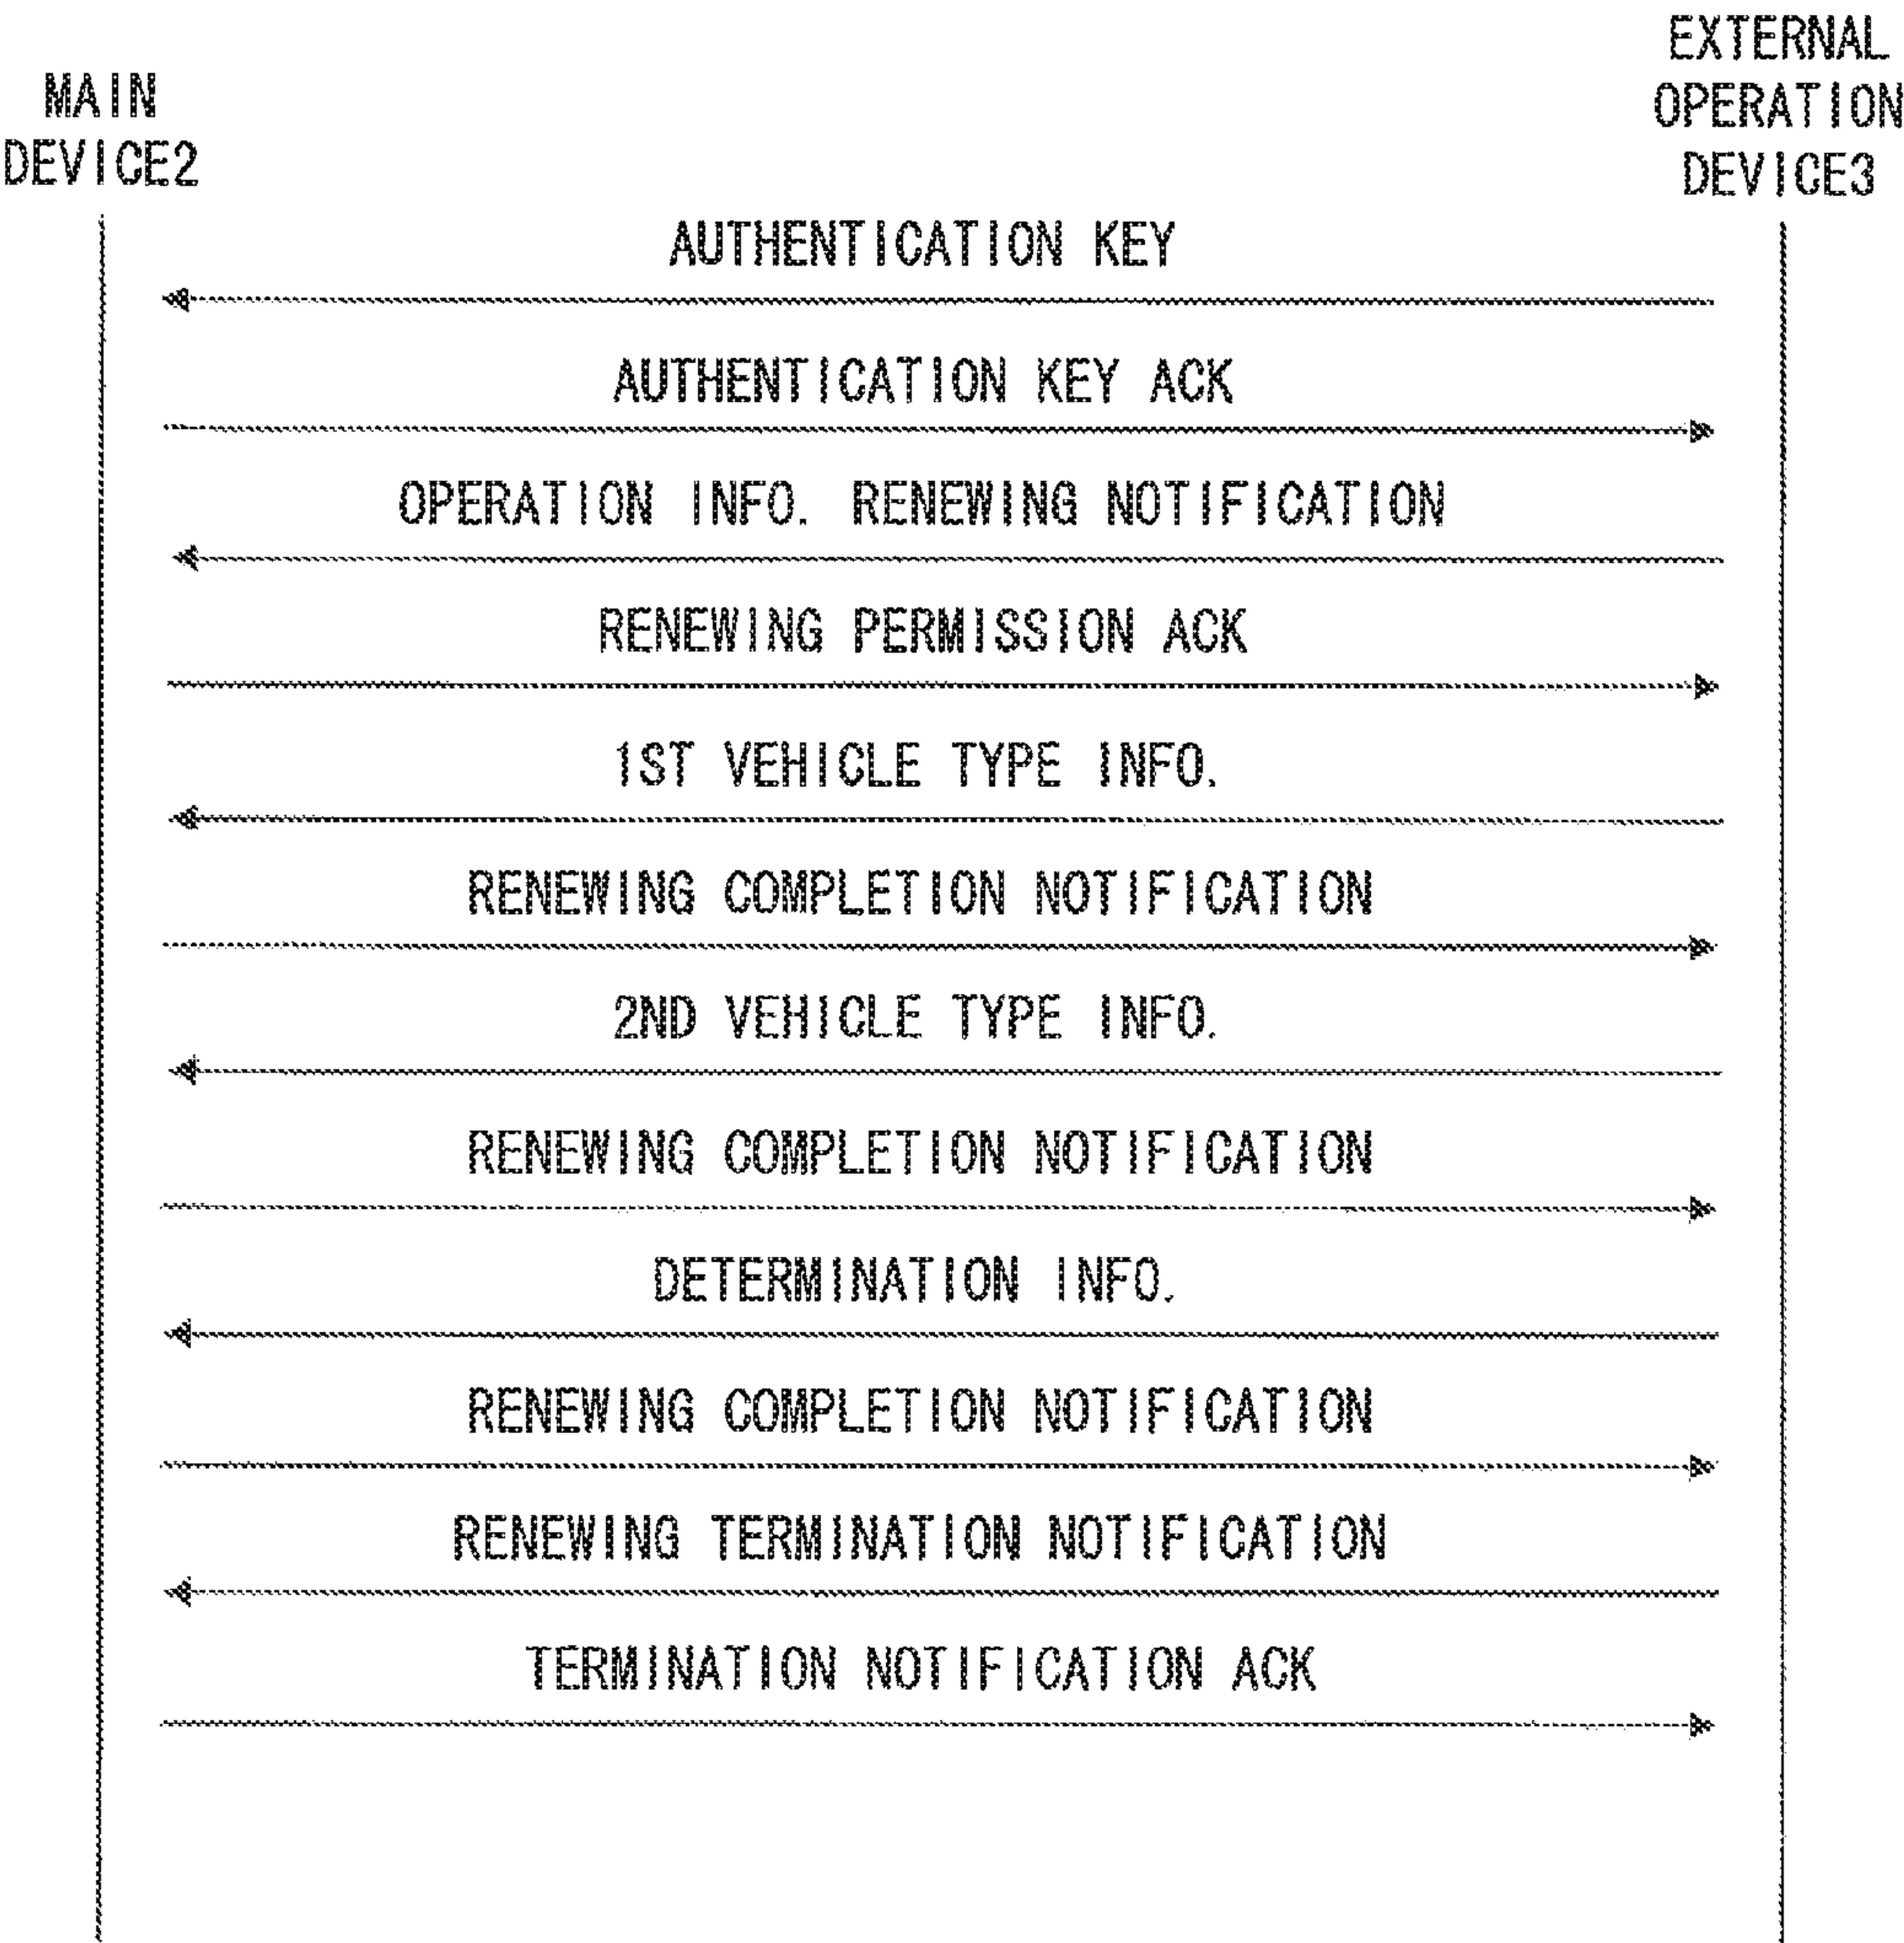 MAIN
DEVICE2
EXTERNAL
OPERATION
DEVICE3
AUTHENTICATION KEY
AUTHENTICATION KEY ACK
OPERATION INFO. RENEWING NOTIFICATION
RENEWING PERMISSION ACK
1ST VEHICLE TYPE INFO.
RENEWING COMPLETION NOTIFICATION
2ND VEHICLE TYPE INFO.
RENEWING COMPLETION NOTIFICATION
DETERMINATION INFO.
RENEWING COMPLETION NOTIFICATION
RENEWING TERMINATION NOTIFICATION
TERMINATION NOTIFICATION ACK